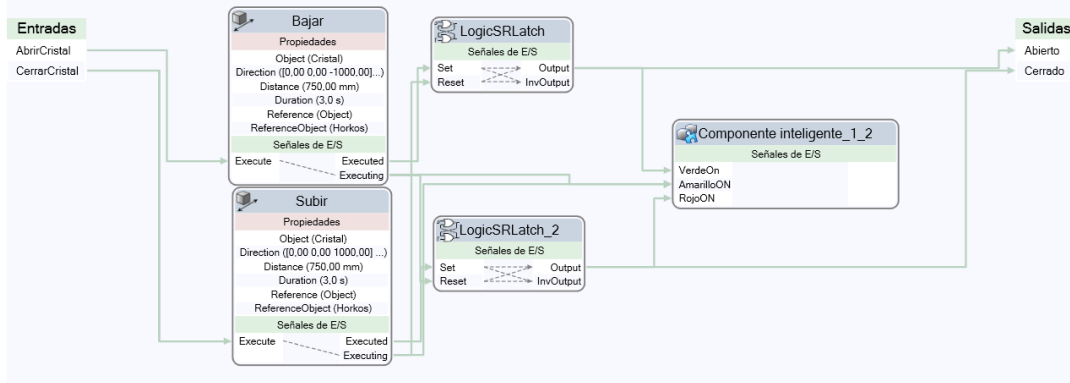 Entradas
AbrirCristal
CerrarCristal
Bajar
Propiedades
Object (Cristal)
Direction ([0,00 0,00 -1000,00]...)
Distance (750,00 mm)
Duration (3,0 s)
Reference (Object)
ReferenceObject (Horkos)
Señales de E/S
Execute Executed
Executing
Subir
Propiedades
Object (Cristal)
Direction ([0,00 0,00 1000,00] ...)
Distance (750,00 mm)
Duration (3,0 s)
Reference (Object)
ReferenceObject (Horkos)
Señales de E/S
Execute Executed
Executing
LogicSRLatch
Señales de E/S
Set Output
Reset InvOutput
LogicSRLatch_2
Señales de E/S
Set Output
Reset InvOutput
Componente inteligente_1_2
Señales de E/S
VerdeOn
AmarilloON
RojoON
Salidas
Abierto
Cerrado